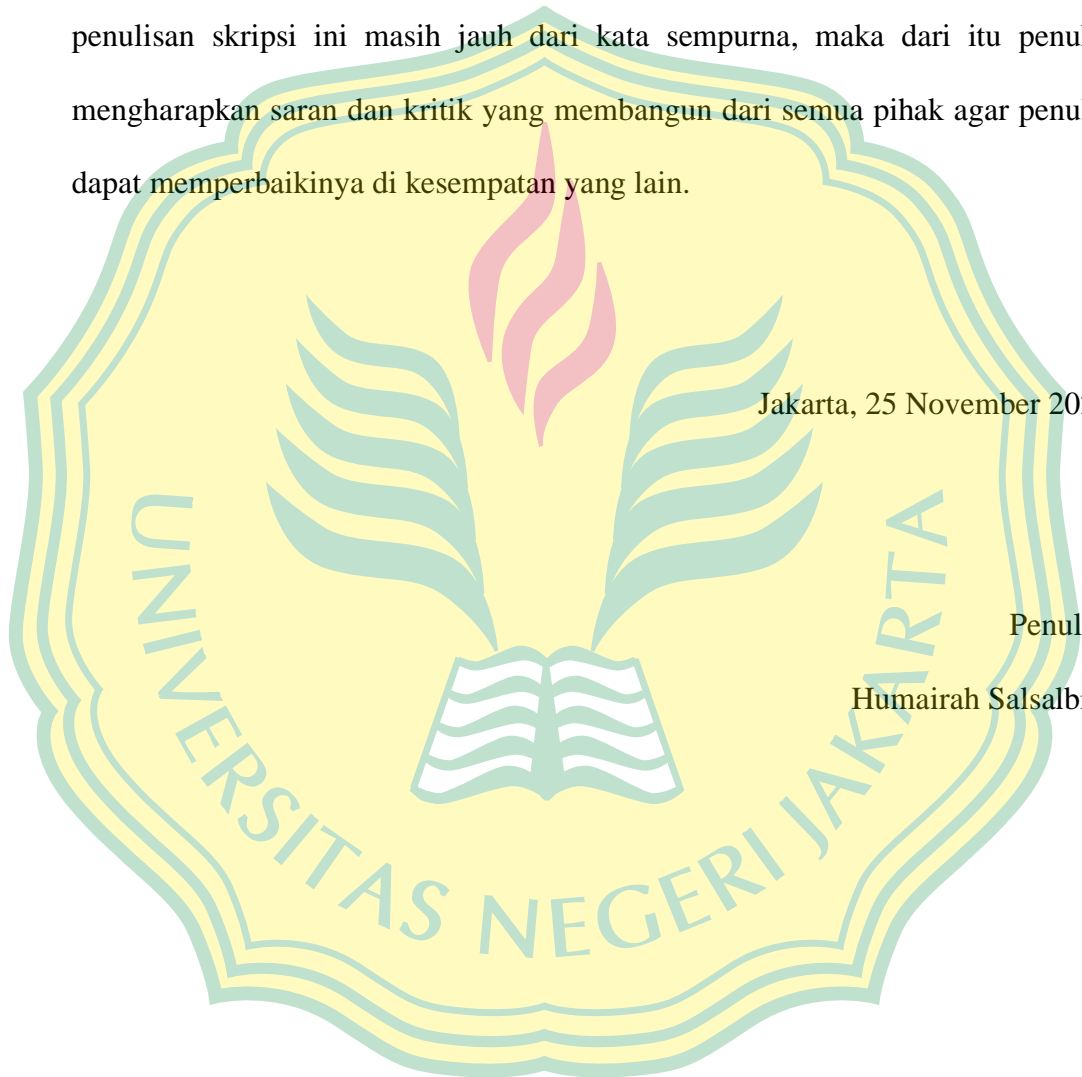 penulisan skripsi ini masih jauh dari kata sempurna, maka dari itu penul
mengharapkan saran dan kritik yang membangun dari semua pihak agar penul
dapat memperbaikinya di kesempatan yang lain.
Jakarta, 25 November 20
Penul
Humairah Salsalb
UNIVERSITAS NEGERI JAKARTA